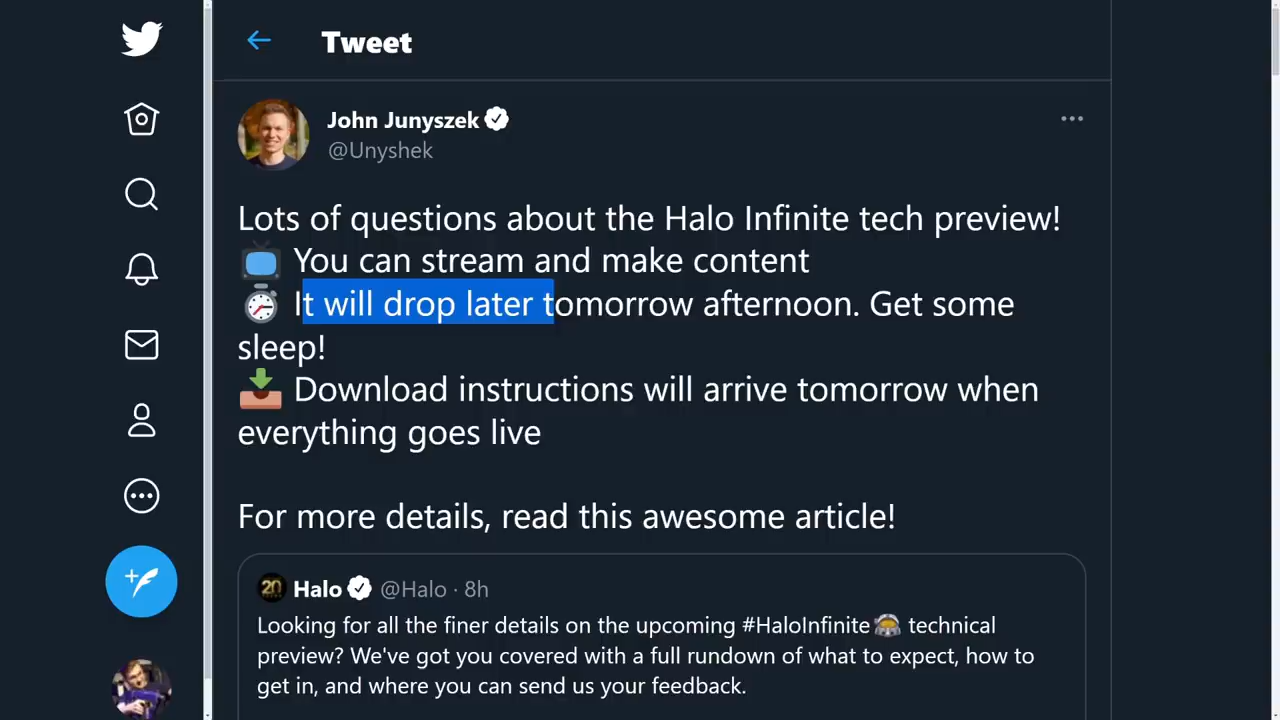 Tweet
John Junyszek
@Unyshek
Lots of questions about the Halo Infinite tech preview!
You can stream and make content
It will drop later tomorrow afternoon. Get some
sleep!
Download instructions will arrive tomorrow when
everything goes live
For more details, read this awesome article!
20
Halo @Halo · 8h
Looking for all the finer details on the upcoming #HaloInfinite technical
preview? We've got you covered with a full rundown of what to expect, how to
get in, and where you can send us your feedback.